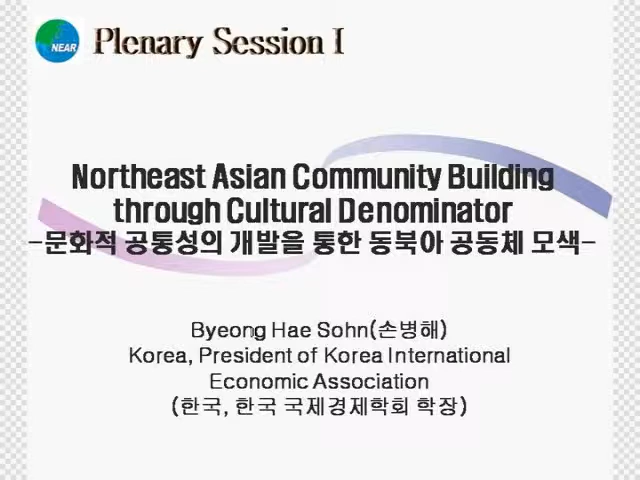 NEAR
Plenary Session I
Northeast Asian Community Building
through Cultural Denominator
-문화적 공통성의 개발을 통한 동북아 공동체 모색-
Byeong Hae Sohn(손병해)
Korea, President of Korea International
Economic Association
(한국, 한국 국제경제학회 학장)